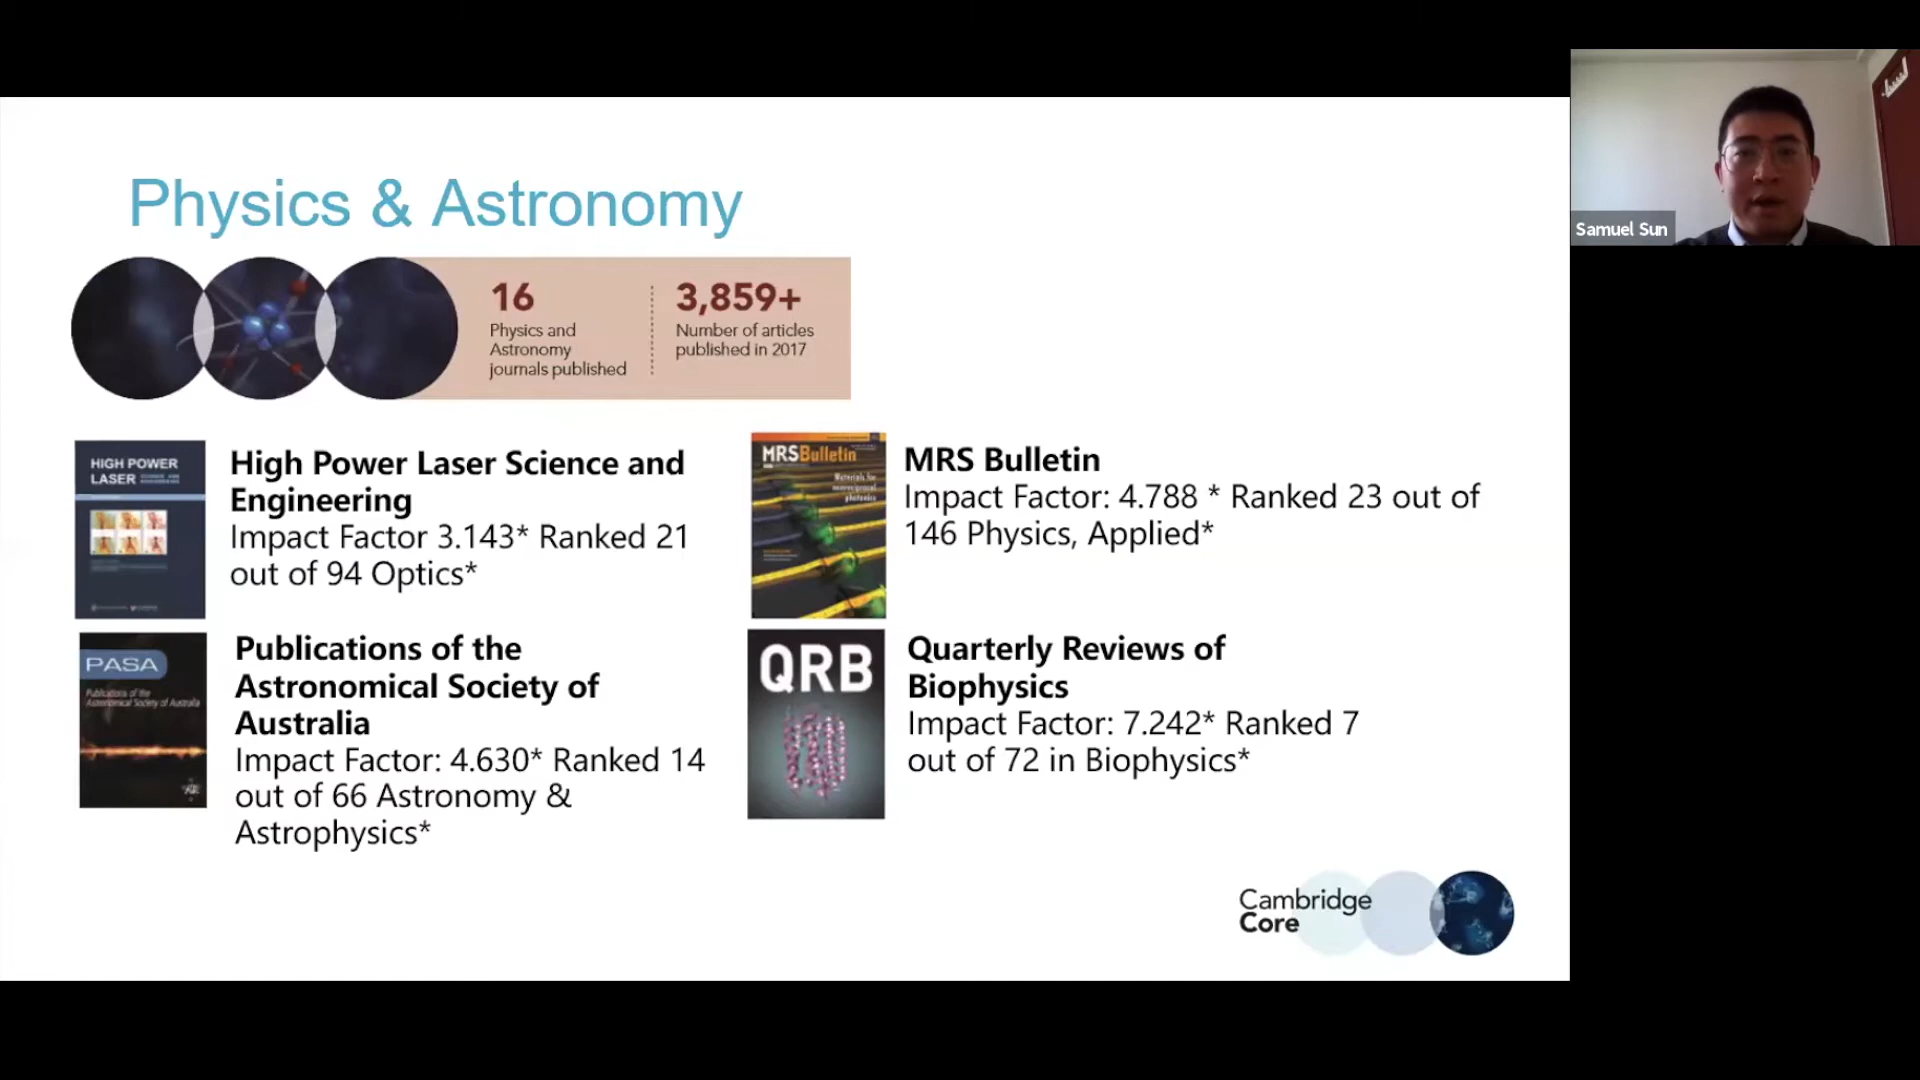 Physics & Astronomy
16
Physics and
Astronomy
journals published
3,859+
Number of articles
published in 2017
HIGH POWER
LASER SCIENCE AND
ENGINEERING
High Power Laser Science and
Engineering
Impact Factor 3.143* Ranked 21
out of 94 Optics*
MRSBulletin
Materials for
nonreciprocal
photonics
MRS Bulletin
Impact Factor: 4.788 * Ranked 23 out of
146 Physics, Applied*
PASA
Publications of the
Astronomical Society of Australia
Publications of the
Astronomical Society of
Australia
Impact Factor: 4.630* Ranked 14
out of 66 Astronomy &
Astrophysics*
QRB
Quarterly Reviews of
Biophysics
Impact Factor: 7.242* Ranked 7
out of 72 in Biophysics*
Cambridge
Core
Samuel Sun